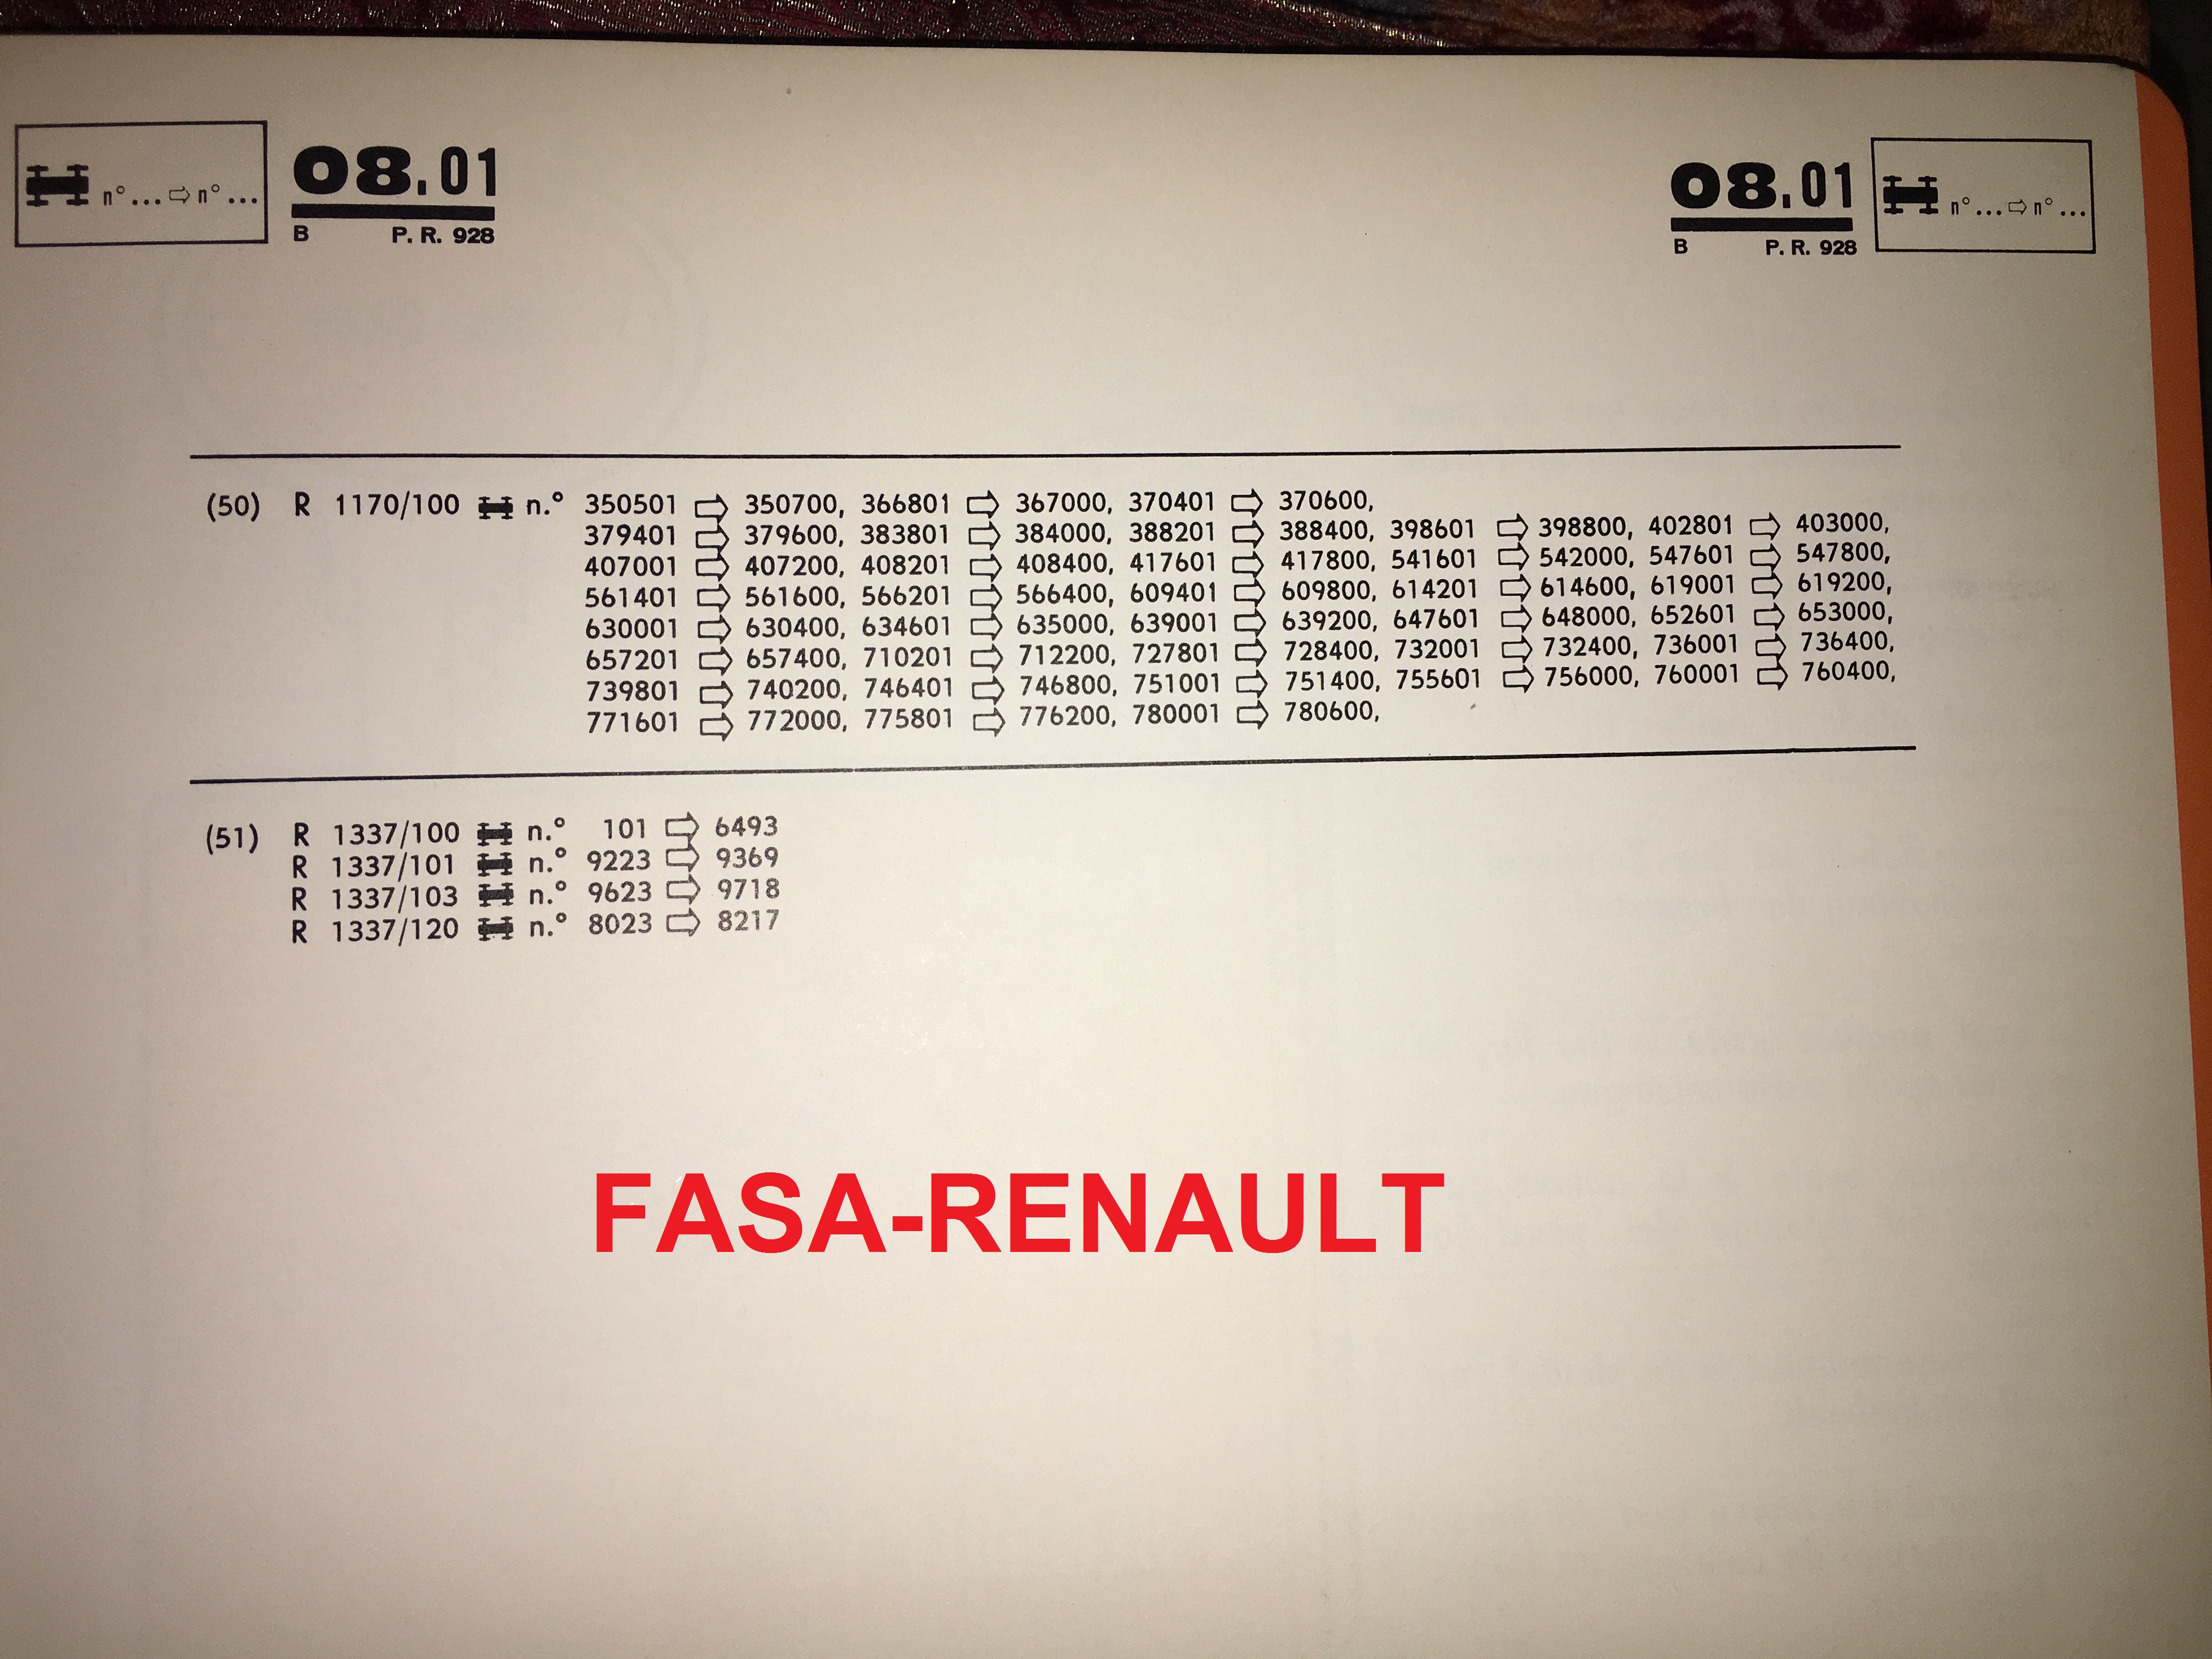 n° ... ⇨ n° ... 08.01
B P. R. 928
08.01 n° ... ⇨ n° ...
B P. R. 928
(50) R 1170/100 n.° 350501 ⇨ 350700, 366801 ⇨ 367000, 370401 ⇨ 370600,
379401 ⇨ 379600, 383801 ⇨ 384000, 388201 ⇨ 388400, 398601 ⇨ 398800, 402801 ⇨ 403000,
407001 ⇨ 407200, 408201 ⇨ 408400, 417601 ⇨ 417800, 541601 ⇨ 542000, 547601 ⇨ 547800,
561401 ⇨ 561600, 566201 ⇨ 566400, 609401 ⇨ 609800, 614201 ⇨ 614600, 619001 ⇨ 619200,
630001 ⇨ 630400, 634601 ⇨ 635000, 639001 ⇨ 639200, 647601 ⇨ 648000, 652601 ⇨ 653000,
657201 ⇨ 657400, 710201 ⇨ 712200, 727801 ⇨ 728400, 732001 ⇨ 732400, 736001 ⇨ 736400,
739801 ⇨ 740200, 746401 ⇨ 746800, 751001 ⇨ 751400, 755601 ⇨ 756000, 760001 ⇨ 760400,
771601 ⇨ 772000, 775801 ⇨ 776200, 780001 ⇨ 780600,
(51) R 1337/100 n.° 101 ⇨ 6493
R 1337/101 n.° 9223 ⇨ 9369
R 1337/103 n.° 9623 ⇨ 9718
R 1337/120 n.° 8023 ⇨ 8217
FASA-RENAULT